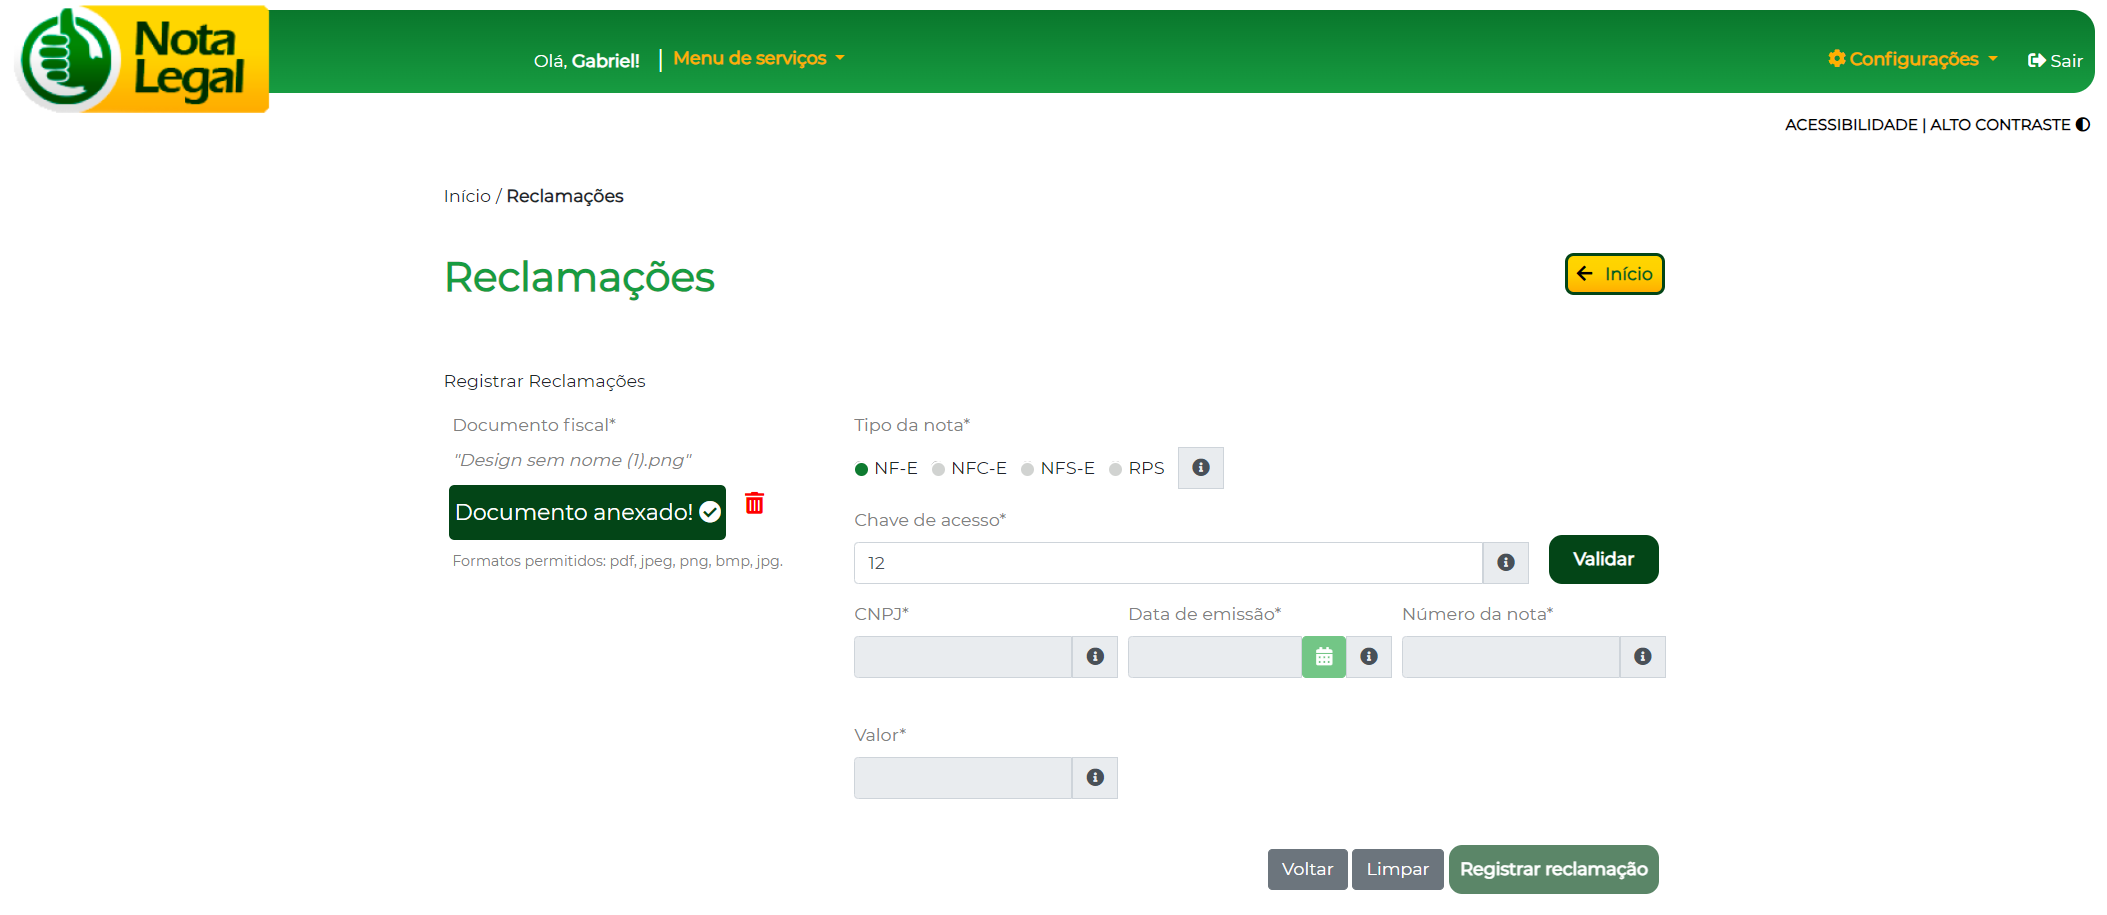 Nota
Legal
Olá, Gabriel! | Menu de serviços
Configurações
Sair
ACESSIBILIDADE | ALTO CONTRASTE
Início / Reclamações
Reclamações
Início
Registrar Reclamações
Documento fiscal*
"Design sem nome (1).png"
Documento anexado!
Formatos permitidos: pdf, jpeg, png, bmp, jpg.
Tipo da nota*
NF-E NFC-E NFS-E RPS
Chave de acesso*
12
Validar
CNPJ* Data de emissão* Número da nota*
Valor*
Voltar Limpar Registrar reclamação